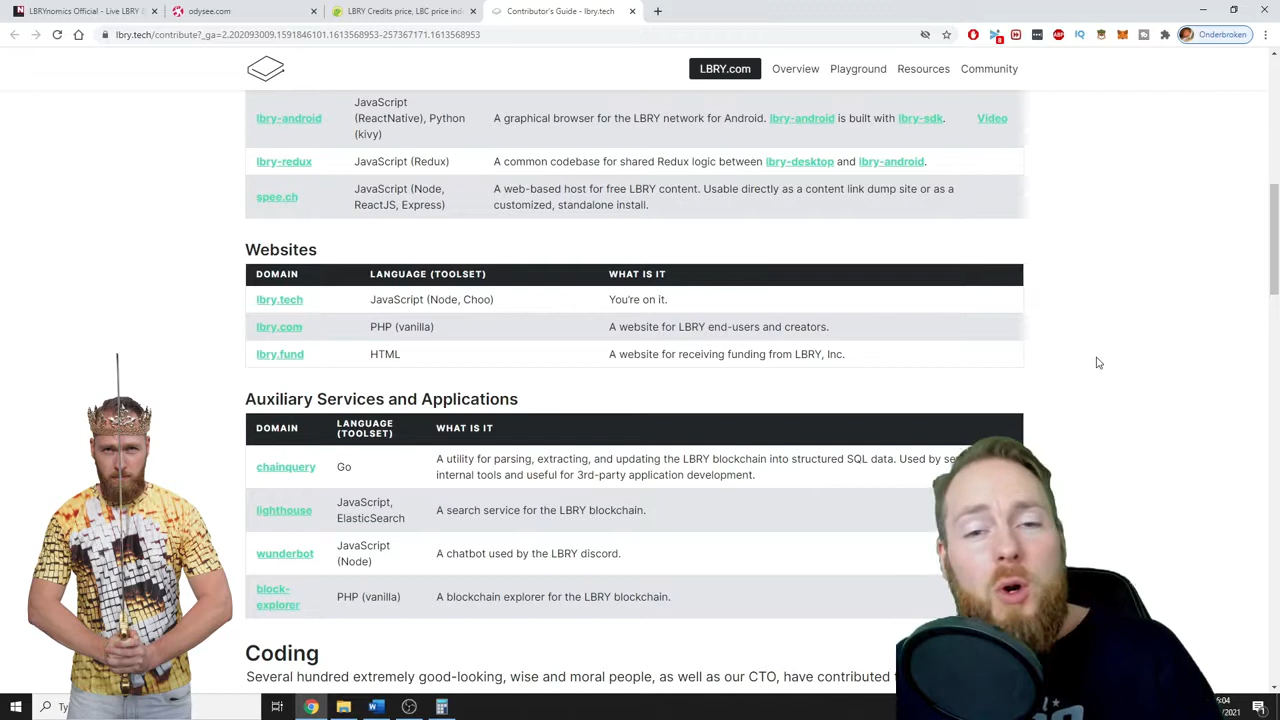 LBRYnomics Official - Live LBRY E
odysee.com
LBRY Credits price, LBC price ind
Contributor's Guide - lbry.tech
lbry.tech/contribute?_ga=2.202093009.1591846101.1613568953-257367171.1613568953
8
ABP
IQ
Onderbroken
LBRY.com
Overview
Playground
Resources
Community
lbry-android
JavaScript
(ReactNative), Python
(kivy)
A graphical browser for the LBRY network for Android. lbry-android is built with lbry-sdk.
Video
lbry-redux
JavaScript (Redux)
A common codebase for shared Redux logic between lbry-desktop and lbry-android.
spee.ch
JavaScript (Node,
ReactJS, Express)
A web-based host for free LBRY content. Usable directly as a content link dump site or as a
customized, standalone install.
Websites
DOMAIN
LANGUAGE (TOOLSET)
WHAT IS IT
lbry.tech
JavaScript (Node, Choo)
You're on it.
lbry.com
PHP (vanilla)
A website for LBRY end-users and creators.
lbry.fund
HTML
A website for receiving funding from LBRY, Inc.
Auxiliary Services and Applications
DOMAIN
LANGUAGE
(TOOLSET)
WHAT IS IT
chainquery
Go
A utility for parsing, extracting, and updating the LBRY blockchain into structured SQL data. Used by se
internal tools and useful for 3rd-party application development.
lighthouse
JavaScript,
ElasticSearch
A search service for the LBRY blockchain.
wunderbot
JavaScript
(Node)
A chatbot used by the LBRY discord.
block-
explorer
PHP (vanilla)
A blockchain explorer for the LBRY blockchain.
Coding
Several hundred extremely good-looking, wise and moral people, as well as our CTO, have contributed
Ty
6:04
/2021